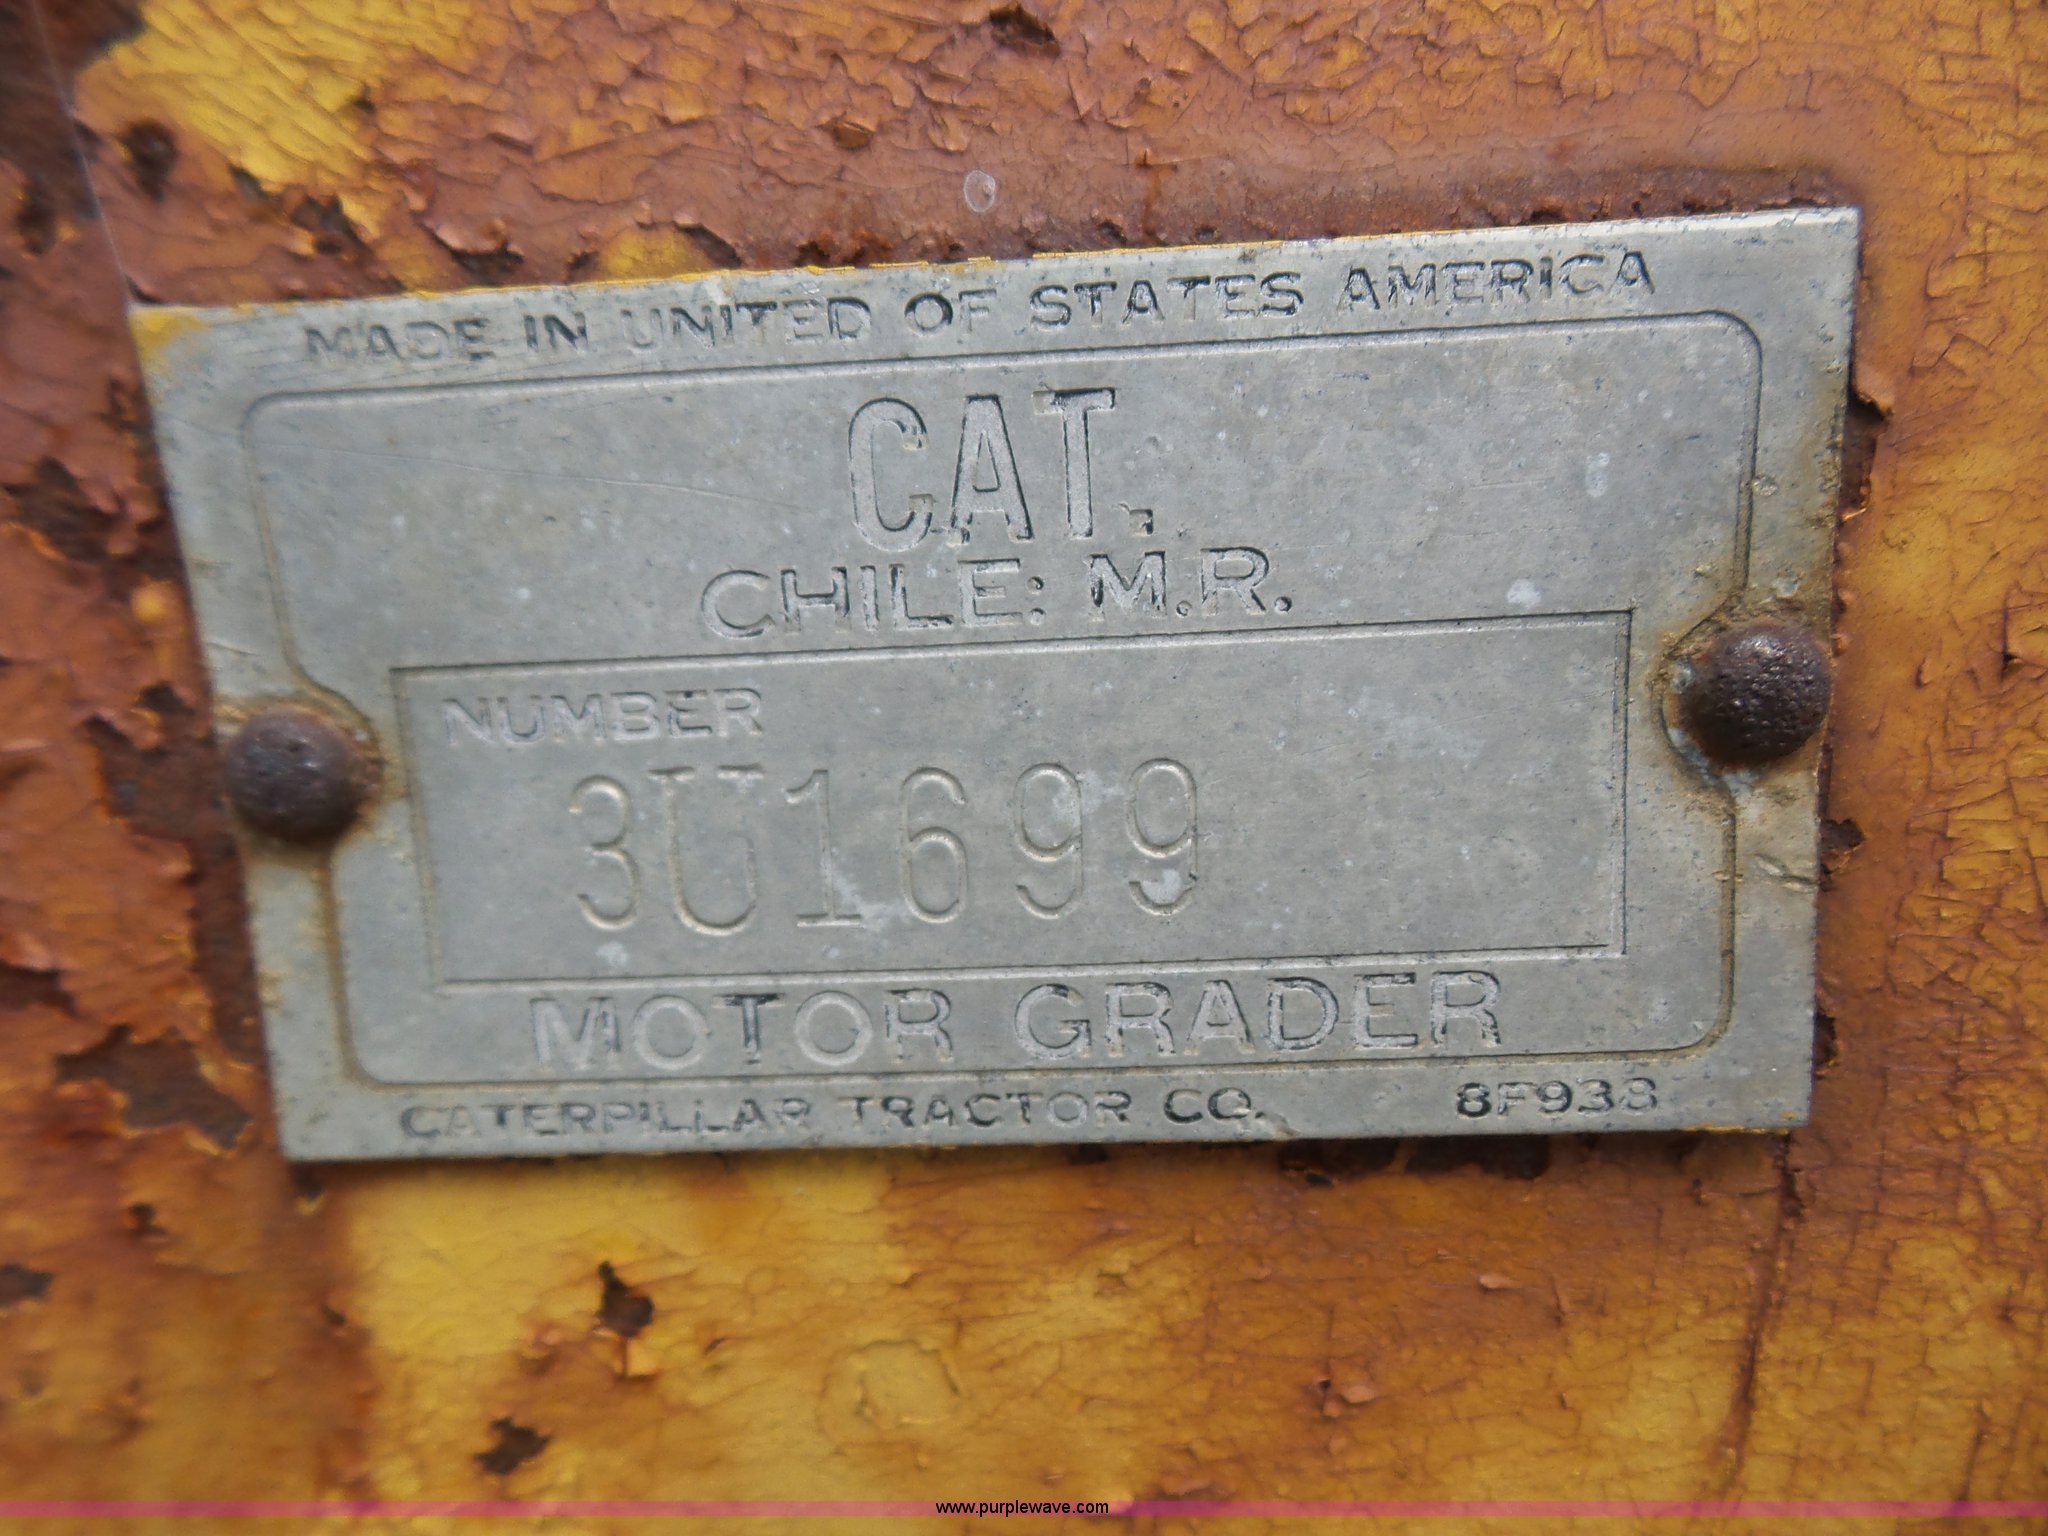 MADE IN UNITED OF STATES AMERICA
CAT.
CHILE: M.R.
NUMBER
3U1699
MOTOR GRADER
CATERPILLAR TRACTOR CO. 8F938
www.purplewave.com